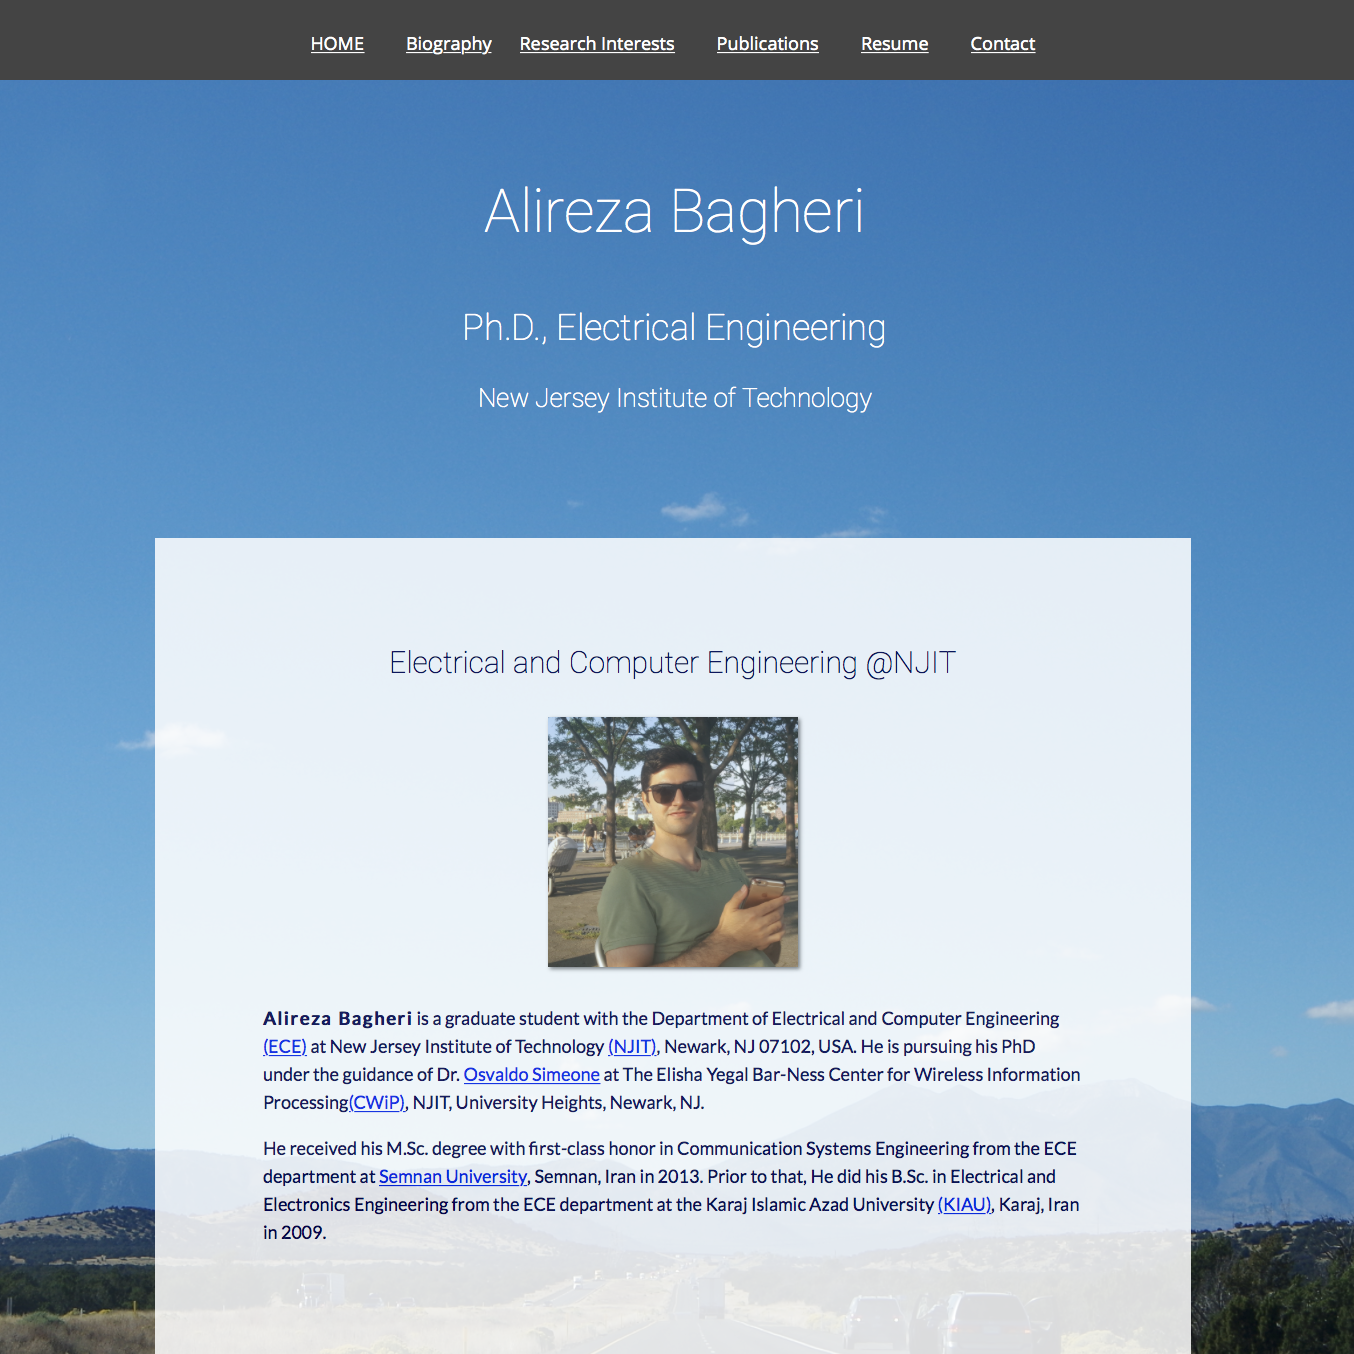 HOME Biography Research Interests Publications Resume Contact
Alireza Bagheri
Ph.D., Electrical Engineering
New Jersey Institute of Technology
Electrical and Computer Engineering @NJIT
Alireza Bagheri is a graduate student with the Department of Electrical and Computer Engineering
(ECE) at New Jersey Institute of Technology (NJIT), Newark, NJ 07102, USA. He is pursuing his PhD
under the guidance of Dr. Osvaldo Simeone at The Elisha Yegal Bar-Ness Center for Wireless Information
Processing(CWiP), NJIT, University Heights, Newark, NJ.
He received his M.Sc. degree with first-class honor in Communication Systems Engineering from the ECE
department at Semnan University, Semnan, Iran in 2013. Prior to that, He did his B.Sc. in Electrical and
Electronics Engineering from the ECE department at the Karaj Islamic Azad University (KIAU), Karaj, Iran
in 2009.